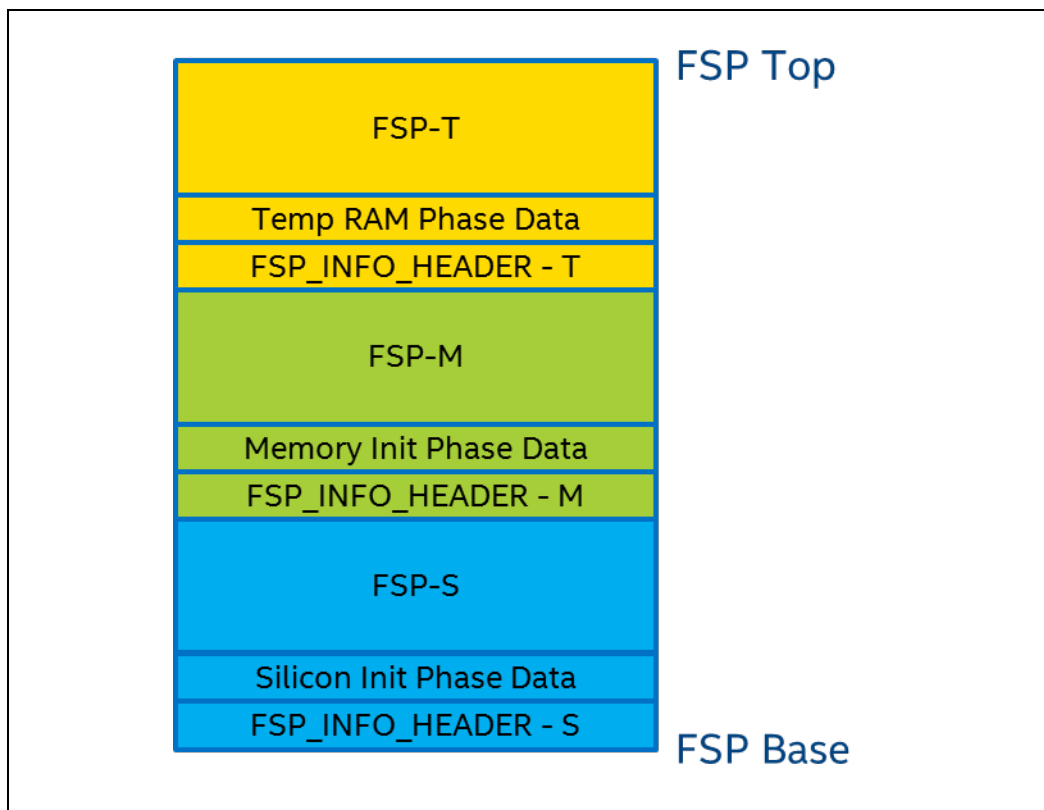 FSP Top
FSP-T
Temp RAM Phase Data
FSP_INFO_HEADER - T
FSP-M
Memory Init Phase Data
FSP_INFO_HEADER - M
FSP-S
Silicon Init Phase Data
FSP_INFO_HEADER - S
FSP Base